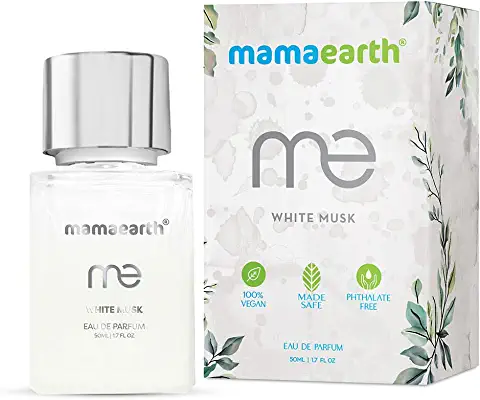 mamaearth®
me
WHITE MUSK
EAU DE PARFUM
50ML | 1.7 FL OZ
mamaearth®
me
WHITE MUSK
100%
VEGAN
MADE
SAFE
PHTHALATE
FREE
EAU DE PARFUM
50ML | 1.7 FL OZ